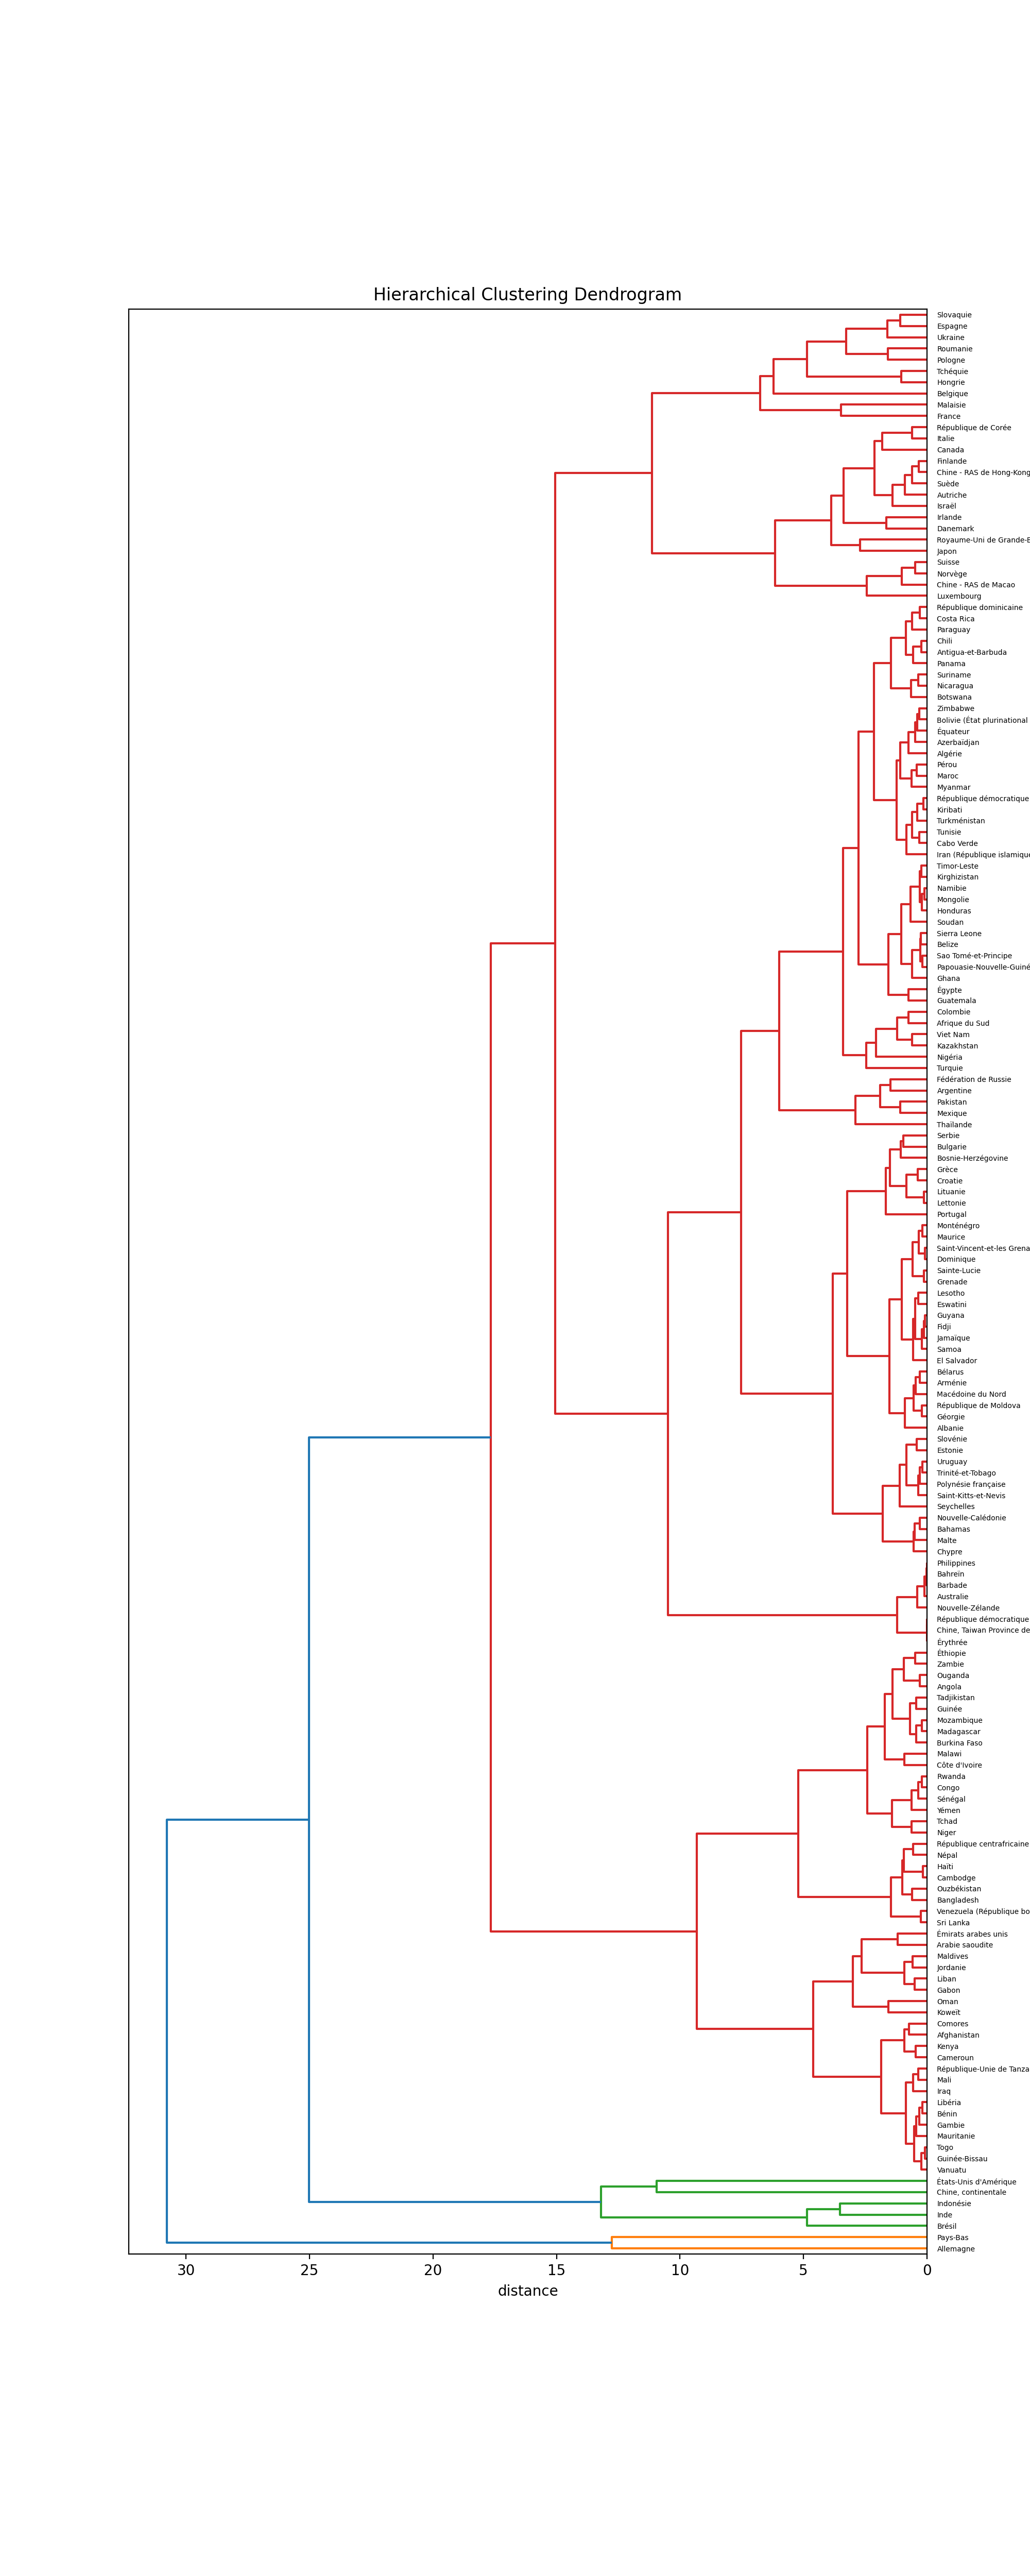 Hierarchical Clustering Dendrogram
Slovaquie
Espagne
Ukraine
Roumanie
Pologne
Tchéquie
Hongrie
Belgique
Malaisie
France
République de Corée
Italie
Canada
Finlande
Chine - RAS de Hong-Kong
Suède
Autriche
Israël
Irlande
Danemark
Royaume-Uni de Grande-B
Japon
Suisse
Norvège
Chine - RAS de Macao
Luxembourg
République dominicaine
Costa Rica
Paraguay
Chili
Antigua-et-Barbuda
Panama
Suriname
Nicaragua
Botswana
Zimbabwe
Bolivie (État plurinational
Équateur
Azerbaïdjan
Algérie
Pérou
Maroc
Myanmar
République démocratique
Kiribati
Turkménistan
Tunisie
Cabo Verde
Iran (République islamique
Timor-Leste
Kirghizistan
Namibie
Mongolie
Honduras
Soudan
Sierra Leone
Belize
Sao Tomé-et-Principe
Papouasie-Nouvelle-Guiné
Ghana
Égypte
Guatemala
Colombie
Afrique du Sud
Viet Nam
Kazakhstan
Nigéria
Turquie
Fédération de Russie
Argentine
Pakistan
Mexique
Thaïlande
Serbie
Bulgarie
Bosnie-Herzégovine
Grèce
Croatie
Lituanie
Lettonie
Portugal
Monténégro
Maurice
Saint-Vincent-et-les Grena
Dominique
Sainte-Lucie
Grenade
Lesotho
Eswatini
Guyana
Fidji
Jamaïque
Samoa
El Salvador
Bélarus
Arménie
Macédoine du Nord
République de Moldova
Géorgie
Albanie
Slovénie
Estonie
Uruguay
Trinité-et-Tobago
Polynésie française
Saint-Kitts-et-Nevis
Seychelles
Nouvelle-Calédonie
Bahamas
Malte
Chypre
Philippines
Bahreïn
Barbade
Australie
Nouvelle-Zélande
République démocratique
Chine, Taiwan Province de
Érythrée
Éthiopie
Zambie
Ouganda
Angola
Tadjikistan
Guinée
Mozambique
Madagascar
Burkina Faso
Malawi
Côte d'Ivoire
Rwanda
Congo
Sénégal
Yémen
Tchad
Niger
République centrafricaine
Népal
Haïti
Cambodge
Ouzbékistan
Bangladesh
Venezuela (République bo
Sri Lanka
Émirats arabes unis
Arabie saoudite
Maldives
Jordanie
Liban
Gabon
Oman
Koweït
Comores
Afghanistan
Kenya
Cameroun
République-Unie de Tanza
Mali
Iraq
Libéria
Bénin
Gambie
Mauritanie
Togo
Guinée-Bissau
Vanuatu
États-Unis d'Amérique
Chine, continentale
Indonésie
Inde
Brésil
Pays-Bas
Allemagne
30 25 20 15 10 5 0
distance